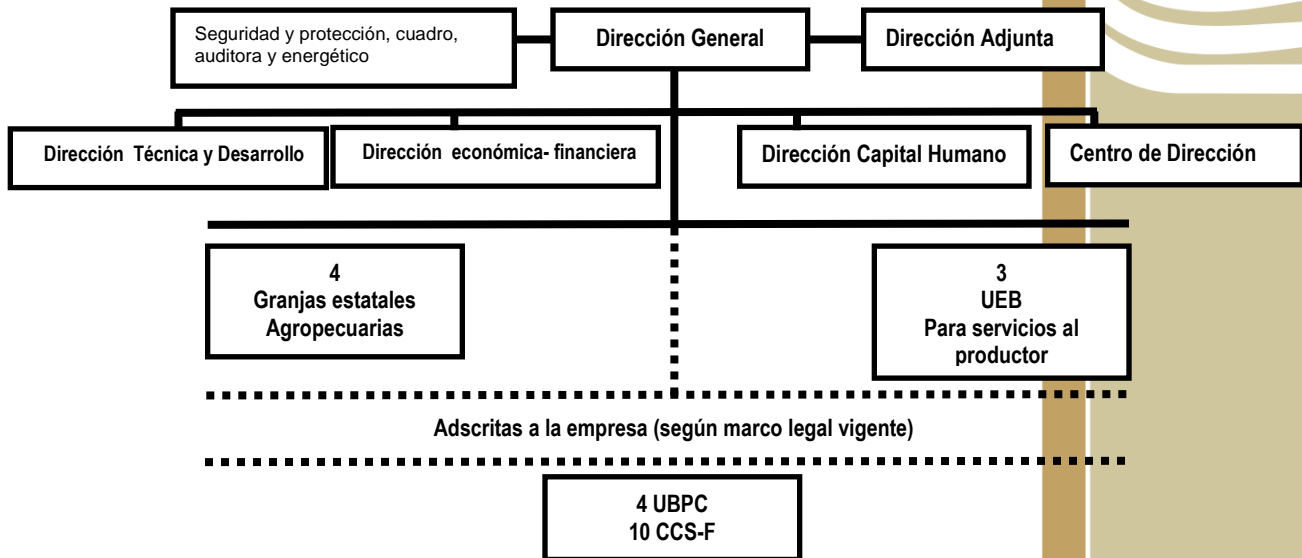 Seguridad y protección, cuadro,
auditora y energético
Dirección General
Dirección Adjunta
Dirección Técnica y Desarrollo
Dirección económica- financiera
Dirección Capital Humano
Centro de Dirección
4
Granjas estatales
Agropecuarias
3
UEB
Para servicios al
productor
Adscritas a la empresa (según marco legal vigente)
4 UBPC
10 CCS-F